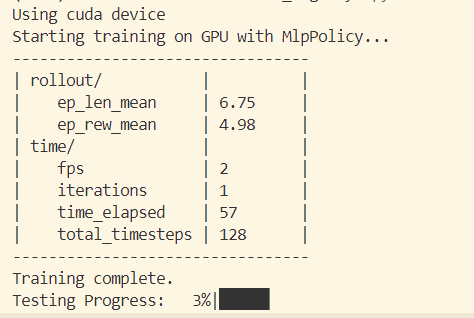 Using cuda device
Starting training on GPU with MlpPolicy...
---------------------------------
| rollout/ | |
| ep_len_mean | 6.75 |
| ep_rew_mean | 4.98 |
| time/ | |
| fps | 2 |
| iterations | 1 |
| time_elapsed | 57 |
| total_timesteps | 128 |
---------------------------------
Training complete.
Testing Progress: 3%|